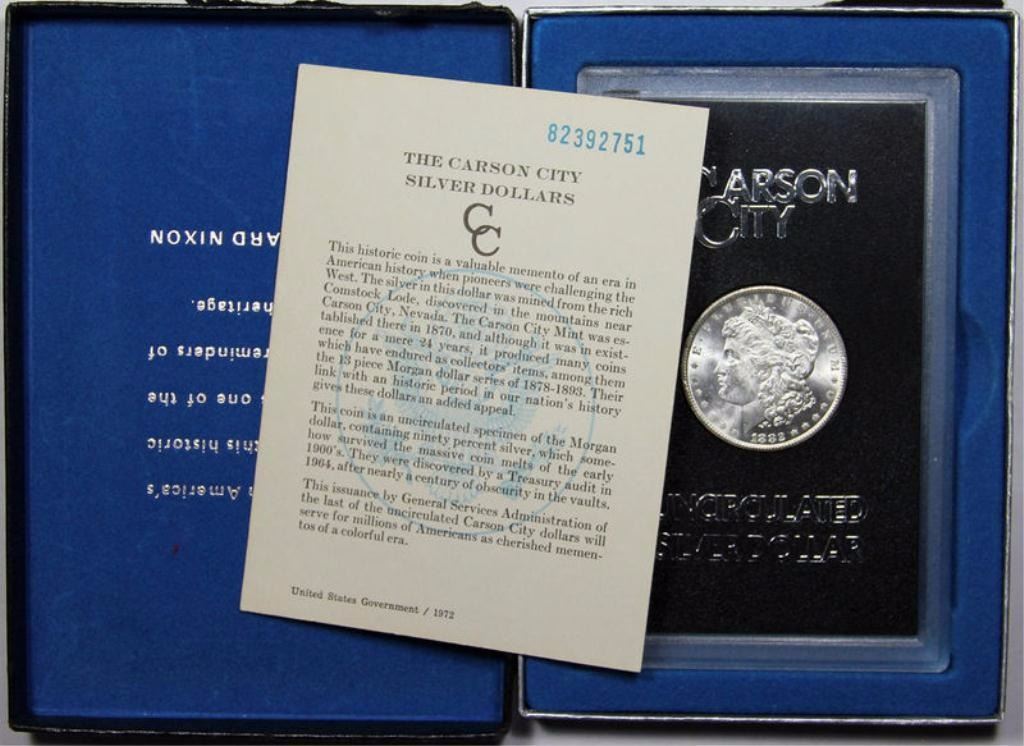 82392751
THE CARSON CITY
SILVER DOLLARS
CC
This historic coin is a valuable memento of an era in
American history when pioneers were challenging the
West. The silver in this dollar was mined from the rich
Comstock Lode, discovered in the mountains near
Carson City, Nevada. The Carson City Mint was es-
tablished there in 1870, and although it was in exist-
ence for a mere 24 years, it produced many coins
which have endured as collectors' items, among them
the 13 piece Morgan dollar series of 1878-1893. Their
link with an historic period in our nation's history
gives these dollars an added appeal.
This coin is an uncirculated specimen of the Morgan
dollar, containing ninety percent silver, which some-
how survived the massive coin melts of the early
1900's. They were discovered by a Treasury audit in
1964, after nearly a century of obscurity in the vaults.
This issuance by General Services Administration of
the last of the uncirculated Carson City dollars will
serve for millions of Americans as cherished memen-
tos of a colorful era.
United States Government / 1972
America's
this historic
one of the
reminders of
heritage.
ARD NIXON
CARSON
CITY
E PLURIBUS UNUM
1882
UNCIRCULATED
SILVER DOLLAR